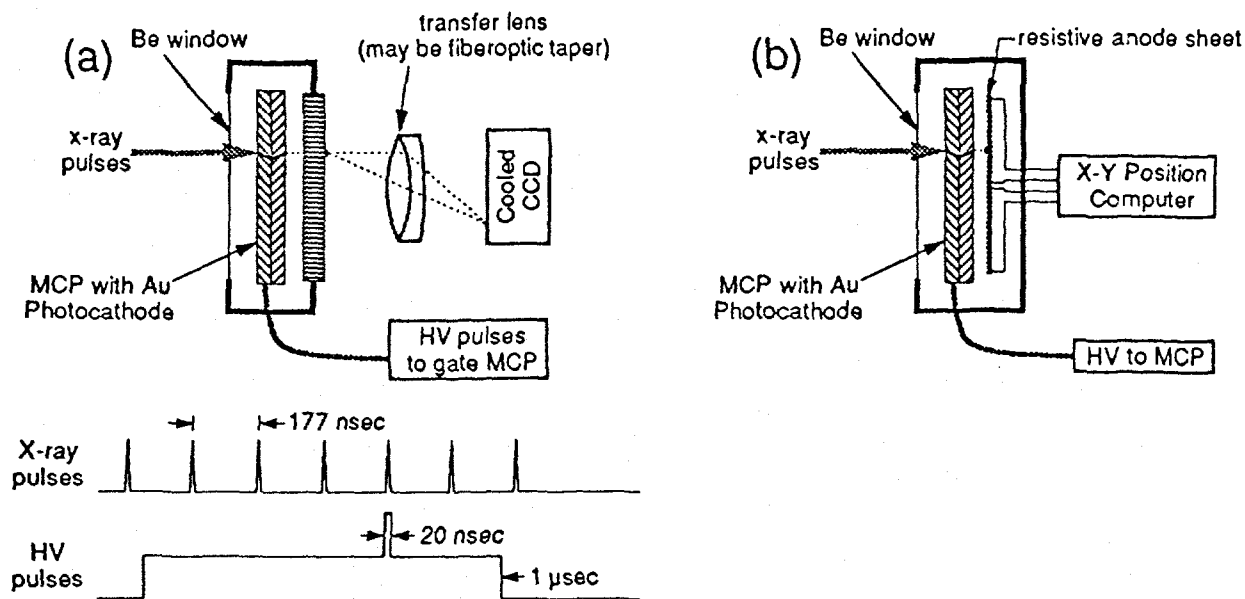 (a)
Be window
transfer lens
(may be fiberoptic taper)
x-ray
pulses
Cooled
CCD
MCP with Au
Photocathode
HV pulses
to gate MCP
177 nsec
X-ray
pulses
20 nsec
HV
pulses
1 µsec
(b)
Be window
resistive anode sheet
x-ray
pulses
X-Y Position
Computer
MCP with Au
Photocathode
HV to MCP